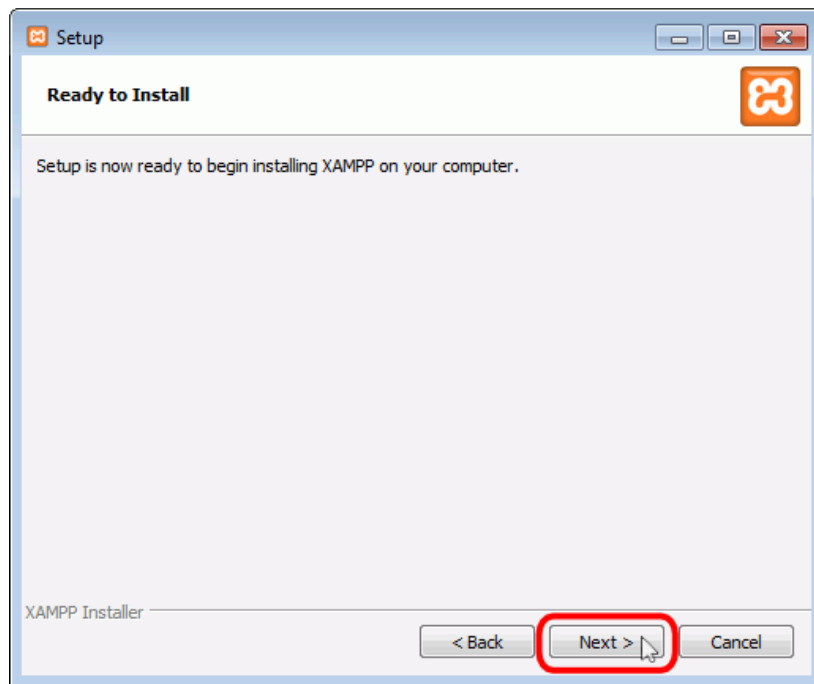 Setup
Ready to Install
Setup is now ready to begin installing XAMPP on your computer.
XAMPP Installer
< Back Next > Cancel